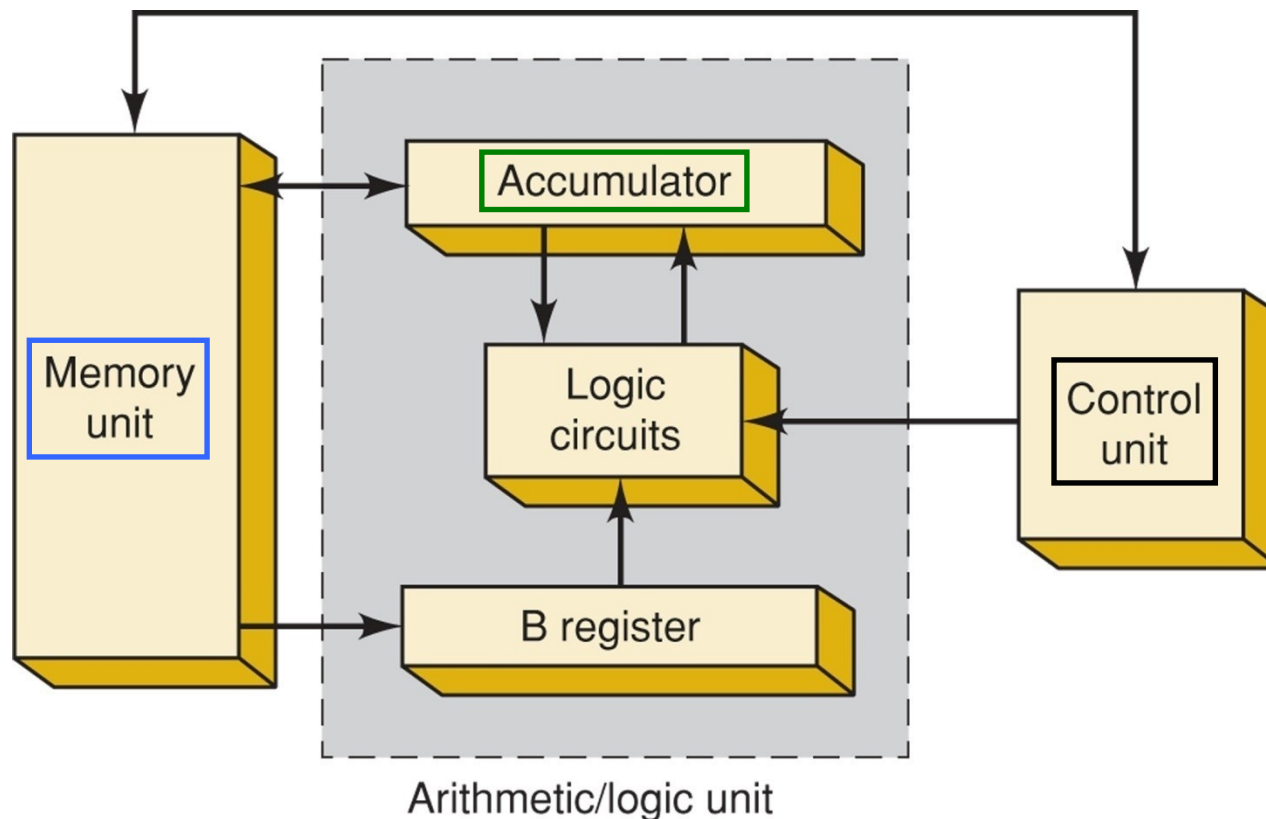 Accumulator
Memory
unit
Logic
circuits
Control
unit
B register
Arithmetic/logic unit